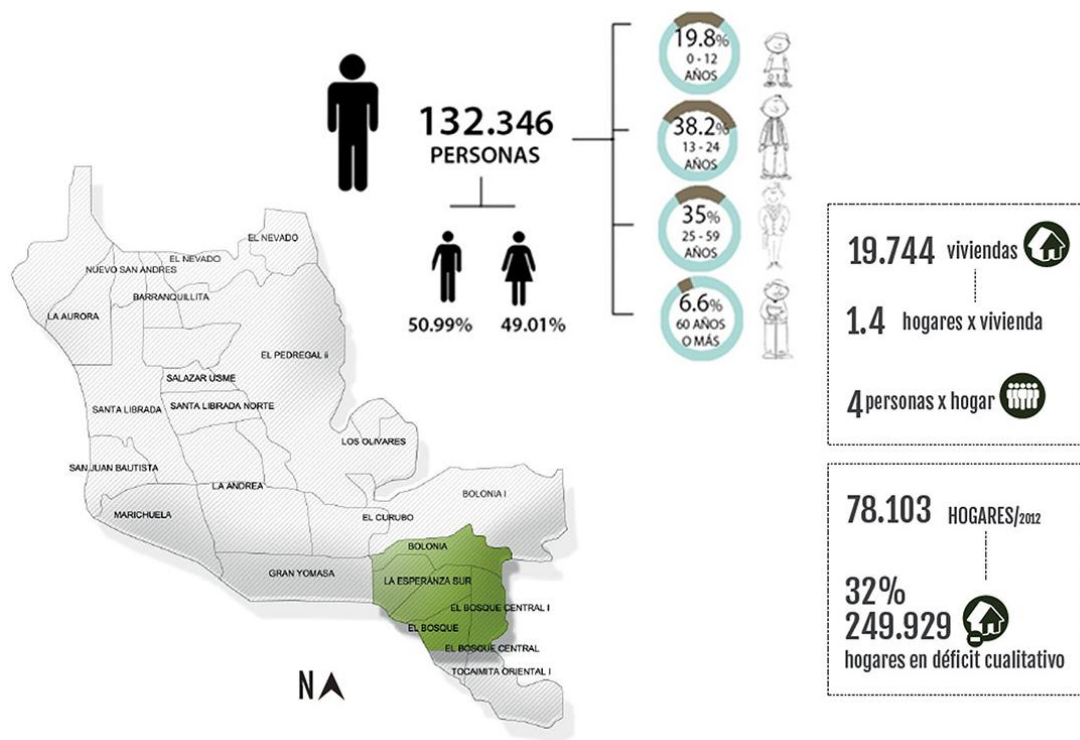 132.346
PERSONAS
50.99% 49.01%
19.8%
0 - 12
AÑOS
38.2%
13 - 24
AÑOS
35%
25 - 59
AÑOS
6.6%
60 AÑOS
O MÁS
EL NEVADO
EL NEVADO
NUEVO SAN ANDRES
BARRANQUILLITA
LA AURORA
EL PEDREGAL ii
SALAZAR USME
SANTA LIBRADA
SANTA LIBRADA NORTE
LOS OLIVARES
SAN JUAN BAUTISTA
LA ANDREA
BOLONIA I
MARICHUELA
EL CURUBO
BOLONIA
GRAN YOMASA
LA ESPERANZA SUR
EL BOSQUE CENTRAL I
EL BOSQUE
EL BOSQUE CENTRAL
TOCAIMITA ORIENTAL I
N
19.744 viviendas
1.4 hogares x vivienda
4 personas x hogar
78.103 HOGARES/2012
32%
249.929
hogares en déficit cualitativo